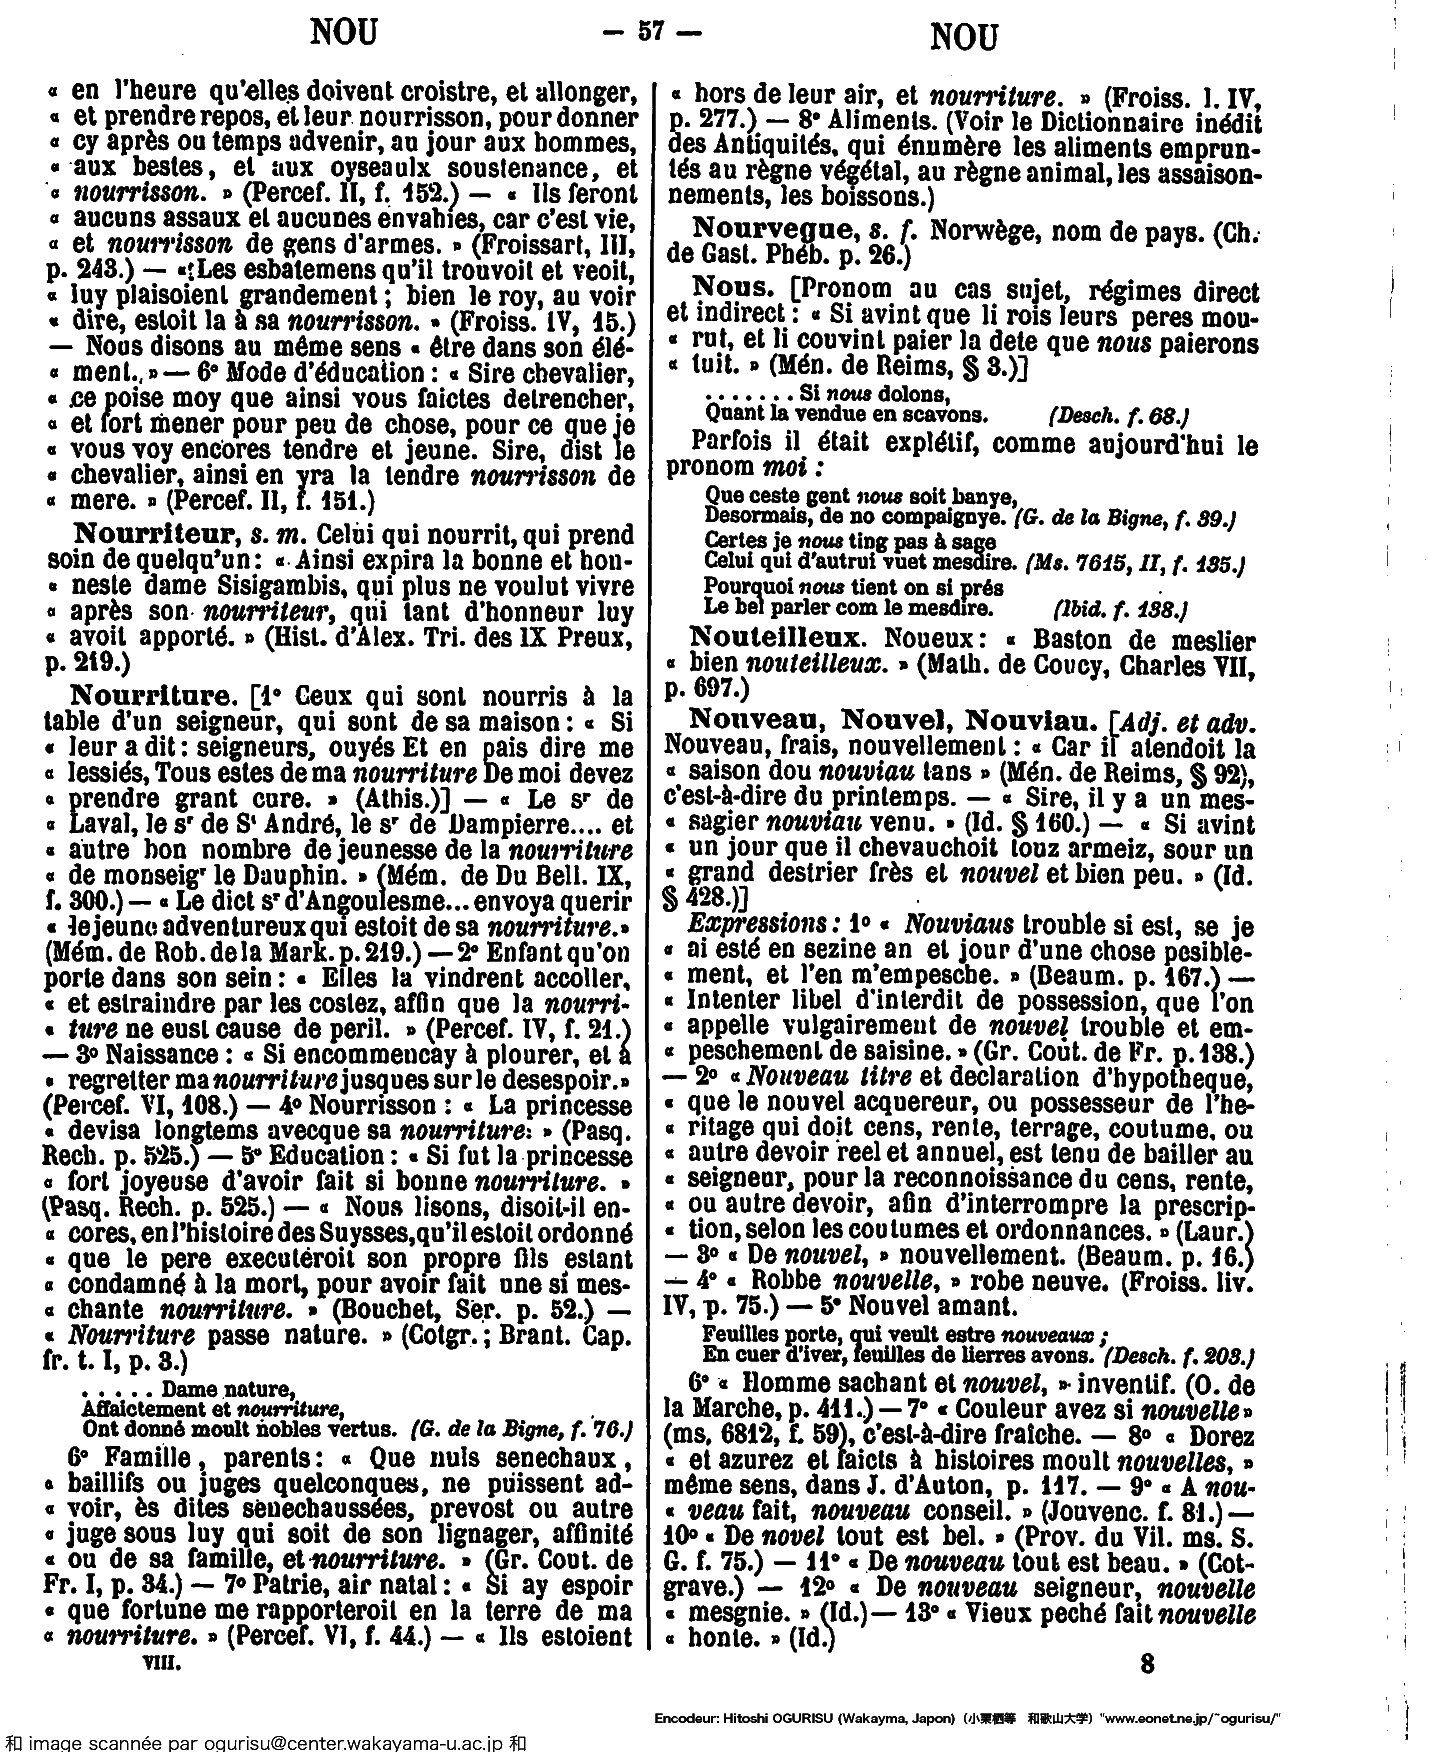 NOU
— 57 —
NOU
« en l'heure qu'elles doivent croistre, et allonger,
« et prendre repos, et leur nourrisson, pour donner
« cy après ou temps advenir, au jour aux hommes,
« aux bestes, et aux oyseaulx soustenance, et
« nourrisson. » (Percef. II, f. 152.) — « Ils feront
« aucuns assaux et aucunes envahies, car c'est vie,
« et nourrisson de gens d'armes. » (Froissart, III,
p. 243.) — « Les esbatemens qu'il trouvoit et veoit,
« luy plaisoient grandement ; bien le roy, au voir
« dire, estoit la à sa nourrisson. » (Froiss. IV, 15.)
— Nous disons au même sens « être dans son élé-
« ment. » — 6° Mode d'éducation : « Sire chevalier,
« ce poise moy que ainsi vous faictes detrencher,
« et fort mener pour peu de chose, pour ce que je
« vous voy encores tendre et jeune. Sire, dist le
« chevalier, ainsi en yra la tendre nourrisson de
« mere. » (Percef. II, f. 151.)
Nourriteur, s. m. Celui qui nourrit, qui prend
soin de quelqu'un : « Ainsi expira la bonne et hon-
« neste dame Sisigambis, qui plus ne voulut vivre
« après son nourriteur, qui tant d'honneur luy
« avoit apporté. » (Hist. d'Alex. Tri. des IX Preux,
p. 219.)
Nourriture. [1° Ceux qui sont nourris à la
table d'un seigneur, qui sont de sa maison : « Si
« leur a dit : seigneurs, ouyés Et en pais dire me
« lessiés, Tous estes de ma nourriture De moi devez
« prendre grant cure. » (Athis.)] — « Le sr de
« Laval, le sr de St André, le sr de Dampierre.... et
« autre bon nombre de jeunesse de la nourriture
« de monseigr le Dauphin. » (Mém. de Du Bell. IX,
f. 300.) — « Le dict sr d'Angoulesme... envoya querir
« le jeune adventureux qui estoit de sa nourriture. »
(Mém. de Rob. de la Mark. p. 219.) — 2° Enfant qu'on
porte dans son sein : « Elles la vindrent accoller,
« et estraindre par les costez, affin que la nourri-
« ture ne eust cause de peril. » (Percef. IV, f. 21.)
— 3° Naissance : « Si encommencay à plourer, et à
« regretter ma nourriture jusques sur le desespoir. »
(Percef. VI, 108.) — 4° Nourrisson : « La princesse
« devisa longtems avecque sa nourriture: » (Pasq.
Rech. p. 525.) — 5° Education : « Si fut la princesse
« fort joyeuse d'avoir fait si bonne nourriture. »
(Pasq. Rech. p. 525.) — « Nous lisons, disoit-il en-
« cores, en l'histoire des Suysses, qu'il estoit ordonné
« que le pere executeroit son propre fils estant
« condamné à la mort, pour avoir fait une si mes-
« chante nourriture. » (Bouchet, Ser. p. 52.) —
« Nourriture passe nature. » (Cotgr. ; Brant. Cap.
fr. t. I, p. 3.)
. . . . . Dame nature,
Affaictement et nourriture,
Ont donné moult nobles vertus. (G. de la Bigne, f. 76.)
6° Famille, parents : « Que nuls senechaux,
« baillifs ou juges quelconques, ne puissent ad-
« voir, ès dites senechaussées, prevost ou autre
« juge sous luy qui soit de son lignager, affinité
« ou de sa famille, et nourriture. » (Gr. Cout. de
Fr. I, p. 34.) — 7° Patrie, air natal : « Si ay espoir
« que fortune me rapporteroit en la terre de ma
« nourriture. » (Percef. VI, f. 44.) — « Ils estoient
VIII.
« hors de leur air, et nourriture. » (Froiss. l. IV,
p. 277.) — 8° Aliments. (Voir le Dictionnaire inédit
des Antiquités, qui énumère les aliments emprun-
tés au règne végétal, au règne animal, les assaison-
nements, les boissons.)
Nourvegue, s. f. Norwège, nom de pays. (Ch.
de Gast. Phéb. p. 26.)
Nous. [Pronom au cas sujet, régimes direct
et indirect : « Si avint que li rois leurs peres mou-
« rut, et li couvint paier la dete que nous paierons
« tuit. » (Mén. de Reims, § 3.)]
. . . . . . . Si nous dolons,
Quant la vendue en scavons. (Desch. f. 68.)
Parfois il était explétif, comme aujourd'hui le
pronom moi :
Que ceste gent nous soit banye,
Desormais, de no compaignye. (G. de la Bigne, f. 39.)
Certes je nous ting pas à sage
Celui qui d'autrui vuet mesdire. (Ms. 7615, II, f. 135.)
Pourquoi nous tient on si prés
Le bel parler com le mesdire. (Ibid. f. 138.)
Nouteilleux. Noueux : « Baston de meslier
« bien nouteilleux. » (Math. de Coucy, Charles VII,
p. 697.)
Nouveau, Nouvel, Nouviau. [Adj. et adv.
Nouveau, frais, nouvellement : « Car il atendoit la
« saison dou nouviau tans » (Mén. de Reims, § 92),
c'est-à-dire du printemps. — « Sire, il y a un mes-
« sagier nouviau venu. » (Id. § 160.) — « Si avint
« un jour que il chevauchoit touz armeiz, sour un
« grand destrier frès et nouvel et bien peu. » (Id.
§ 428.)]
Expressions : 1° « Nouviaus trouble si est, se je
« ai esté en sezine an et jour d'une chose pesible-
« ment, et l'en m'empesche. » (Beaum. p. 167.) —
« Intenter libel d'interdit de possession, que l'on
« appelle vulgairement de nouvel trouble et em-
« peschement de saisine. » (Gr. Cout. de Fr. p. 138.)
— 2° « Nouveau titre et declaration d'hypotheque,
« que le nouvel acquereur, ou possesseur de l'he-
« ritage qui doit cens, rente, terrage, coutume, ou
« autre devoir reel et annuel, est tenu de bailler au
« seigneur, pour la reconnoissance du cens, rente,
« ou autre devoir, afin d'interrompre la prescrip-
« tion, selon les coutumes et ordonnances. » (Laur.)
— 3° « De nouvel, » nouvellement. (Beaum. p. 16.)
— 4° « Robbe nouvelle, » robe neuve. (Froiss. liv.
IV, p. 75.) — 5° Nouvel amant.
Feuilles porte, qui veult estre nouveaux ;
En cuer d'iver, feuilles de lierres avons. (Desch. f. 203.)
6° « Homme sachant et nouvel, » inventif. (O. de
la Marche, p. 411.) — 7° « Couleur avez si nouvelle »
(ms. 6812, f. 59), c'est-à-dire fraîche. — 8° « Dorez
« et azurez et faicts à histoires moult nouvelles, »
même sens, dans J. d'Auton, p. 117. — 9° « A nou-
« veau fait, nouveau conseil. » (Jouvenc. f. 81.) —
10° « De novel tout est bel. » (Prov. du Vil. ms. S.
G. f. 75.) — 11° « De nouveau tout est beau. » (Cot-
grave.) — 12° « De nouveau seigneur, nouvelle
« mesgnie. » (Id.) — 13° « Vieux peché fait nouvelle
« honte. » (Id.)
8
Encodeur: Hitoshi OGURISU (Wakayma, Japon) (小栗栖等 和歌山大学) "www.eonet.ne.jp/~ogurisu/"
和 image scannée par ogurisu@center.wakayama-u.ac.jp 和